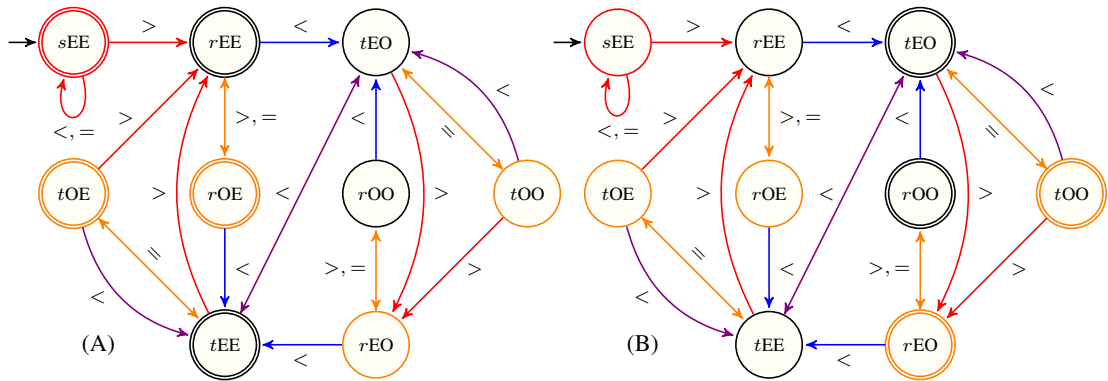 > < > <
sEE rEE tEO sEE rEE tEO
<, = > >, = < = < <, = > >, = < = <
tOE rOE rOO tOO tOE rOE rOO tOO
> < > > < >
= < >, = > = < >, = >
< <
(A) tEE < rEO (B) tEE < rEO